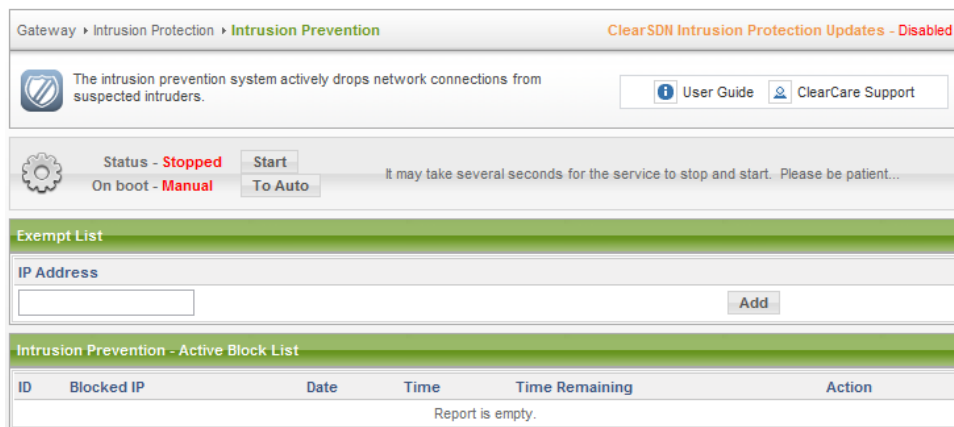 Gateway ▸ Intrusion Protection ▸ Intrusion Prevention
ClearSDN Intrusion Protection Updates - Disabled
The intrusion prevention system actively drops network connections from
suspected intruders.
User Guide
ClearCare Support
Status - Stopped
Start
On boot - Manual
To Auto
It may take several seconds for the service to stop and start. Please be patient...
Exempt List
IP Address
Add
Intrusion Prevention - Active Block List
ID Blocked IP Date Time Time Remaining Action
Report is empty.